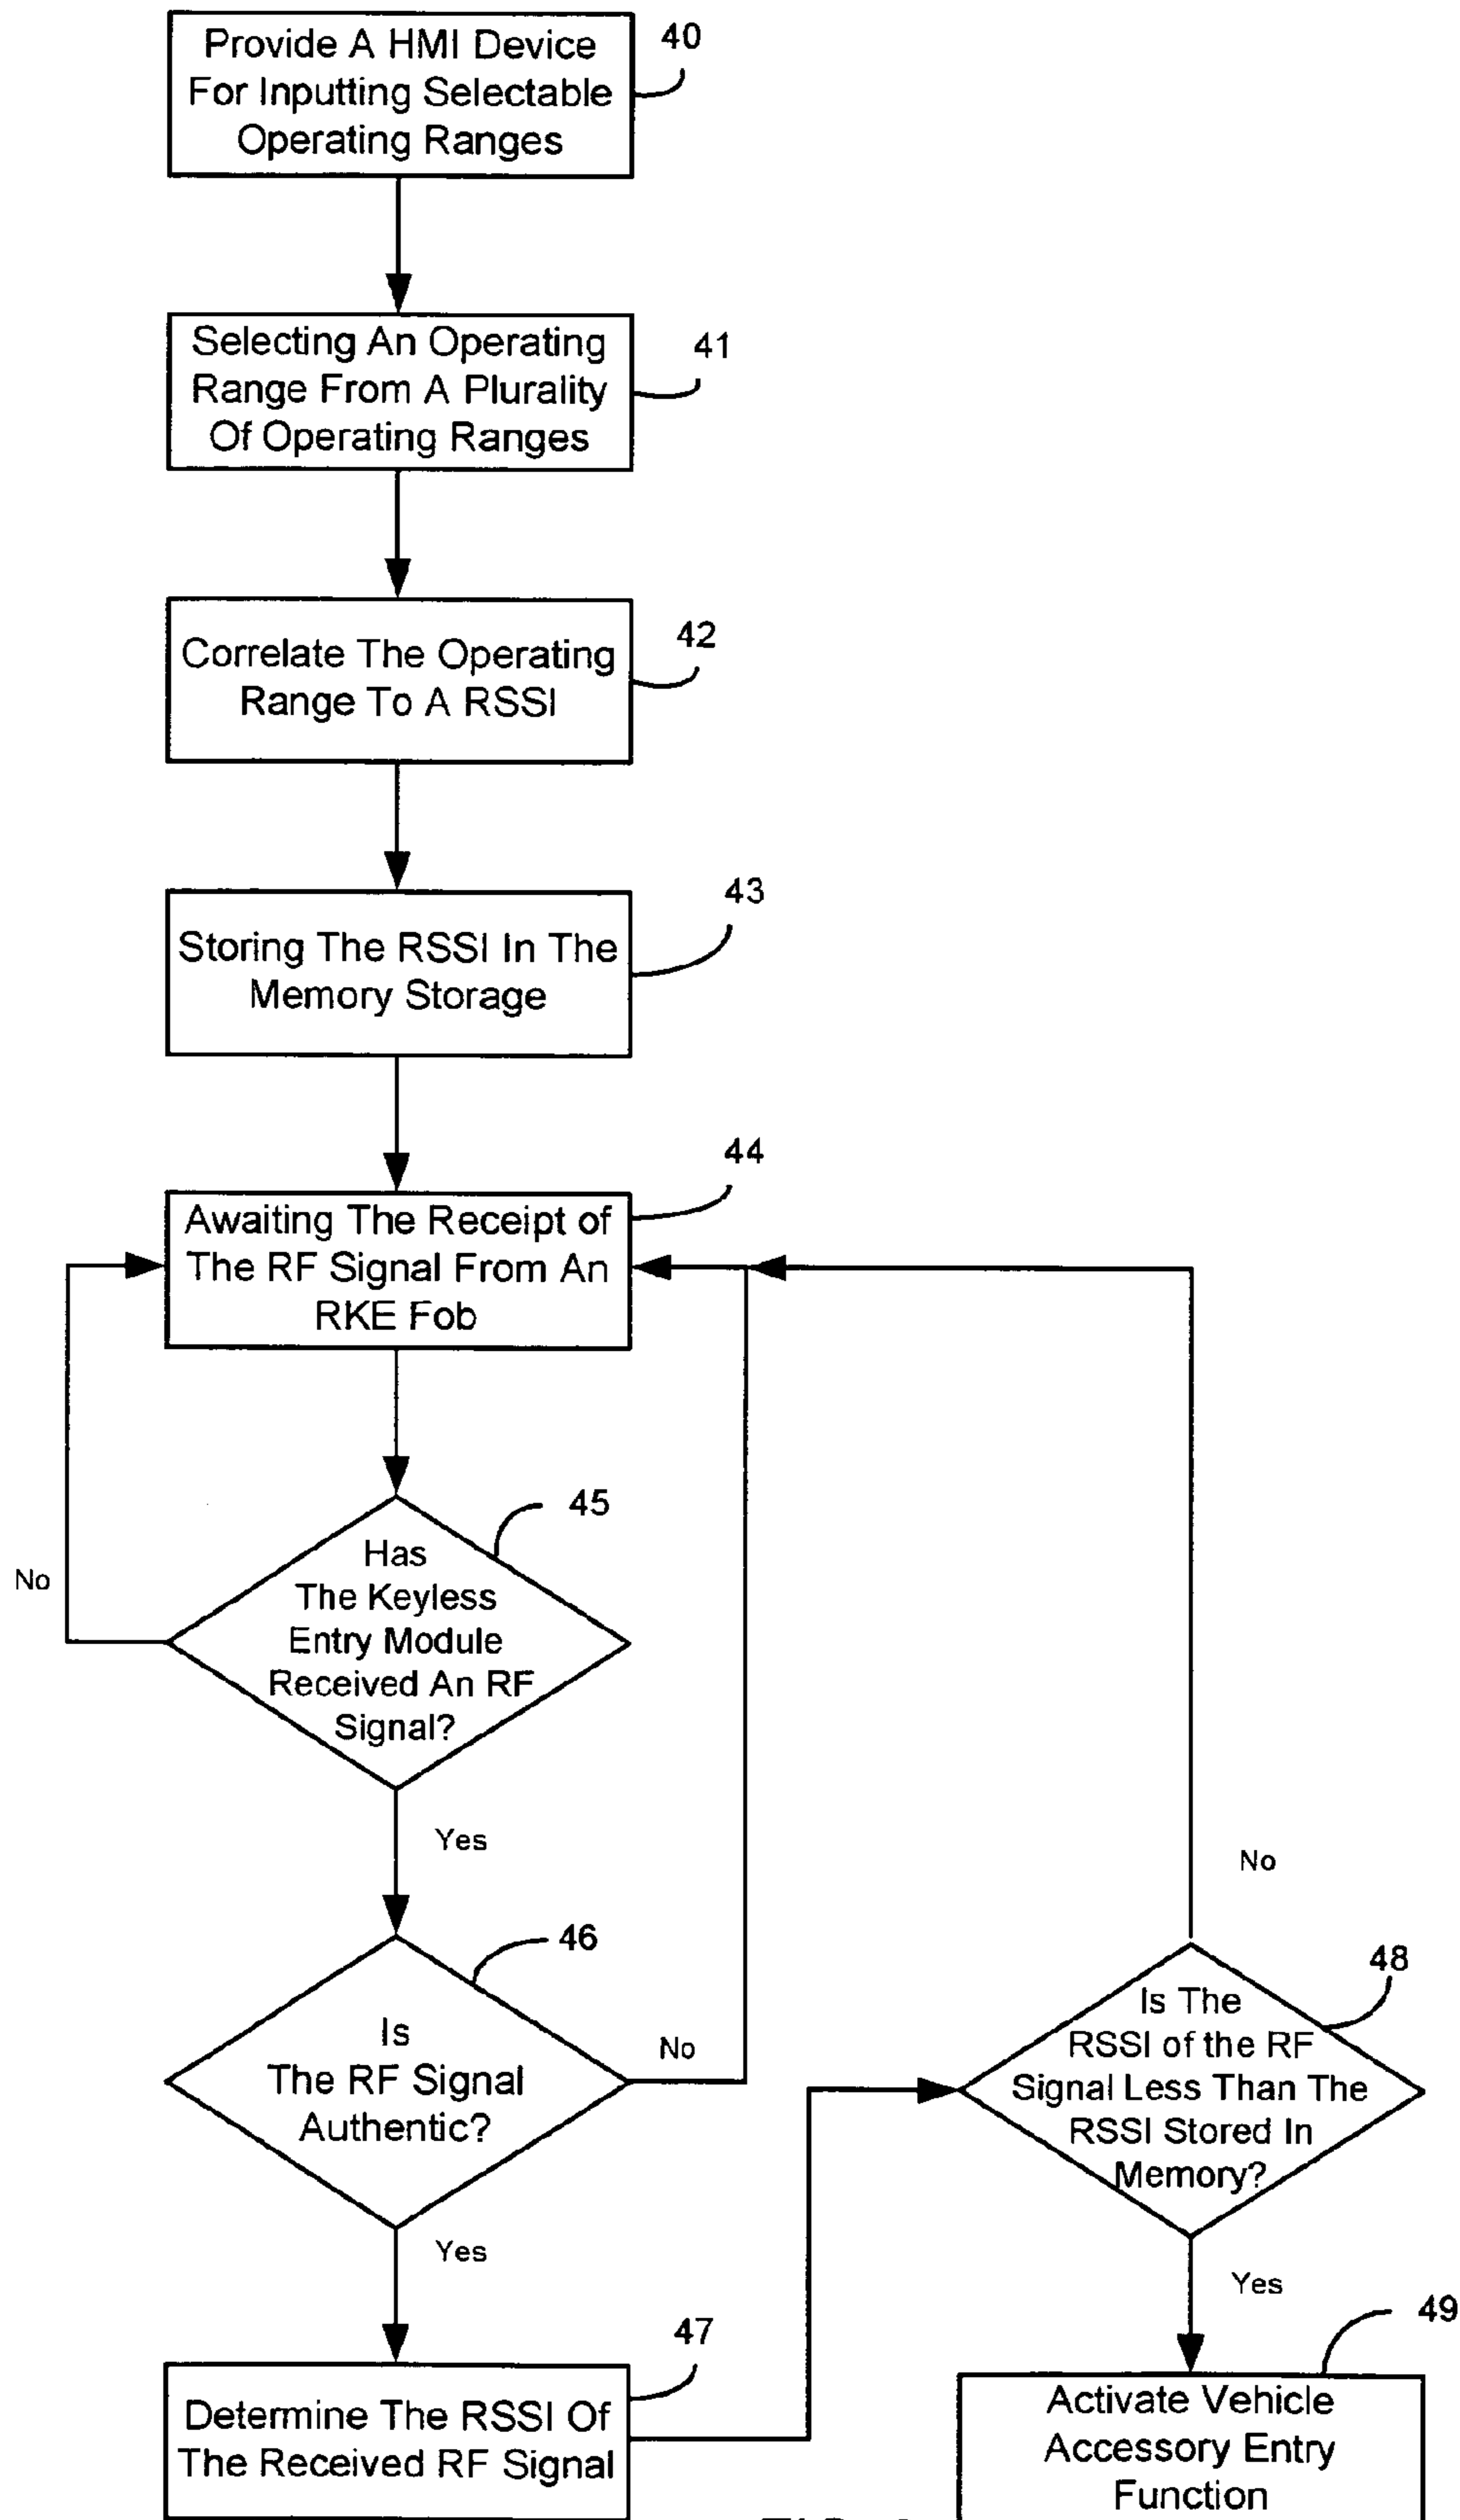 Provide A HMI Device
For Inputting Selectable
Operating Ranges
40
Selecting An Operating
Range From A Plurality
Of Operating Ranges
41
Correlate The Operating
Range To A RSSI
42
Storing The RSSI In The
Memory Storage
43
Awaiting The Receipt of
The RF Signal From An
RKE Fob
44
Has
The Keyless
Entry Module
Received An RF
Signal?
45
No
Yes
Is
The RF Signal
Authentic?
46
No
Yes
Determine The RSSI Of
The Received RF Signal
47
Is The
RSSI of the RF
Signal Less Than The
RSSI Stored In
Memory?
48
No
Yes
Activate Vehicle
Accessory Entry
Function
49